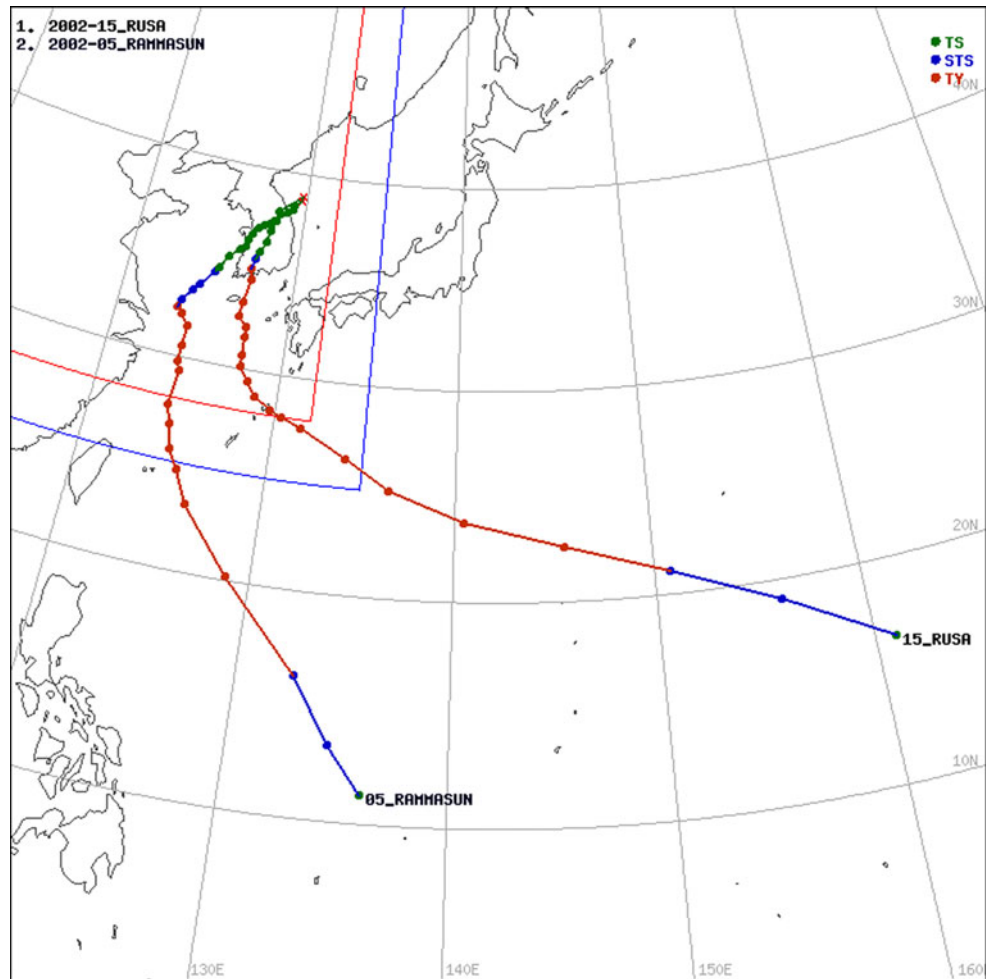 1. 2002-15_RUSA
2. 2002-05_RAMMASUN
TS
STS
TY
40N
30N
20N
15_RUSA
10N
05_RAMMASUN
130E
140E
150E
160